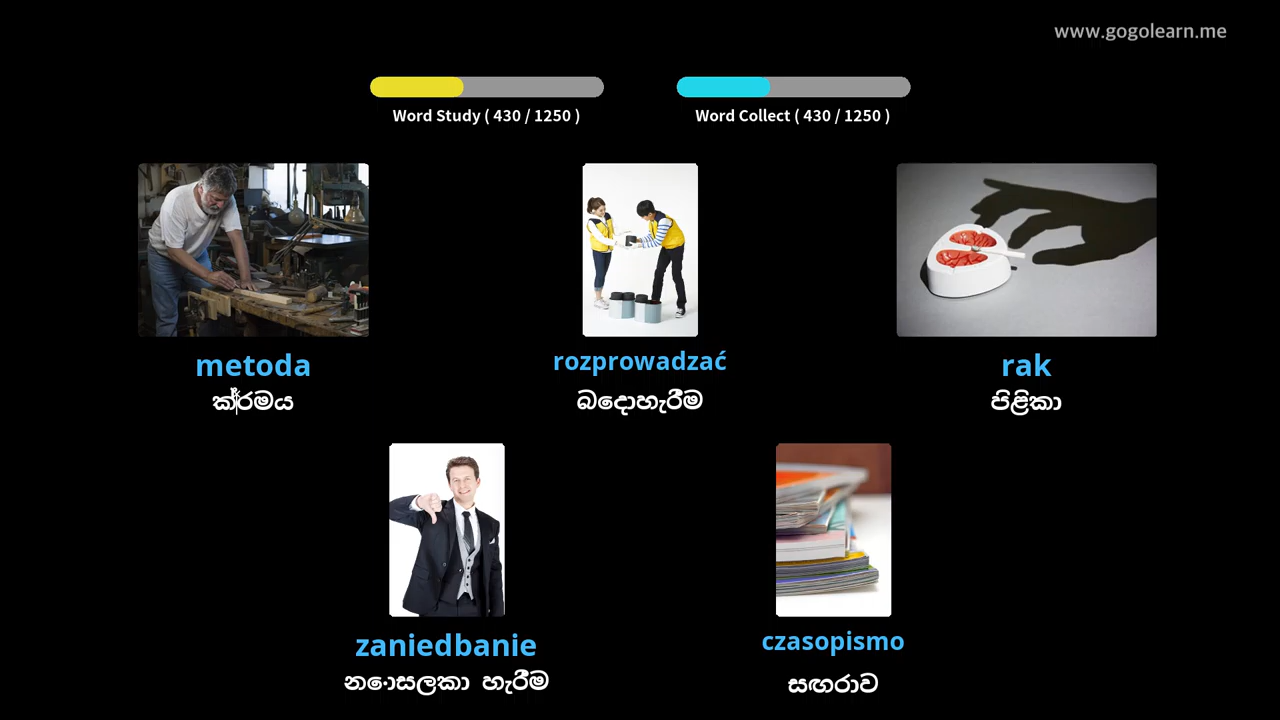 www.gogolearn.me
Word Study ( 430 / 1250 )
Word Collect ( 430 / 1250 )
metoda
ක්‍රමය
rozprowadzać
බදොහැරීම
rak
පිළිකා
zaniedbanie
නොසලකා හැරීම
czasopismo
සඟරාව